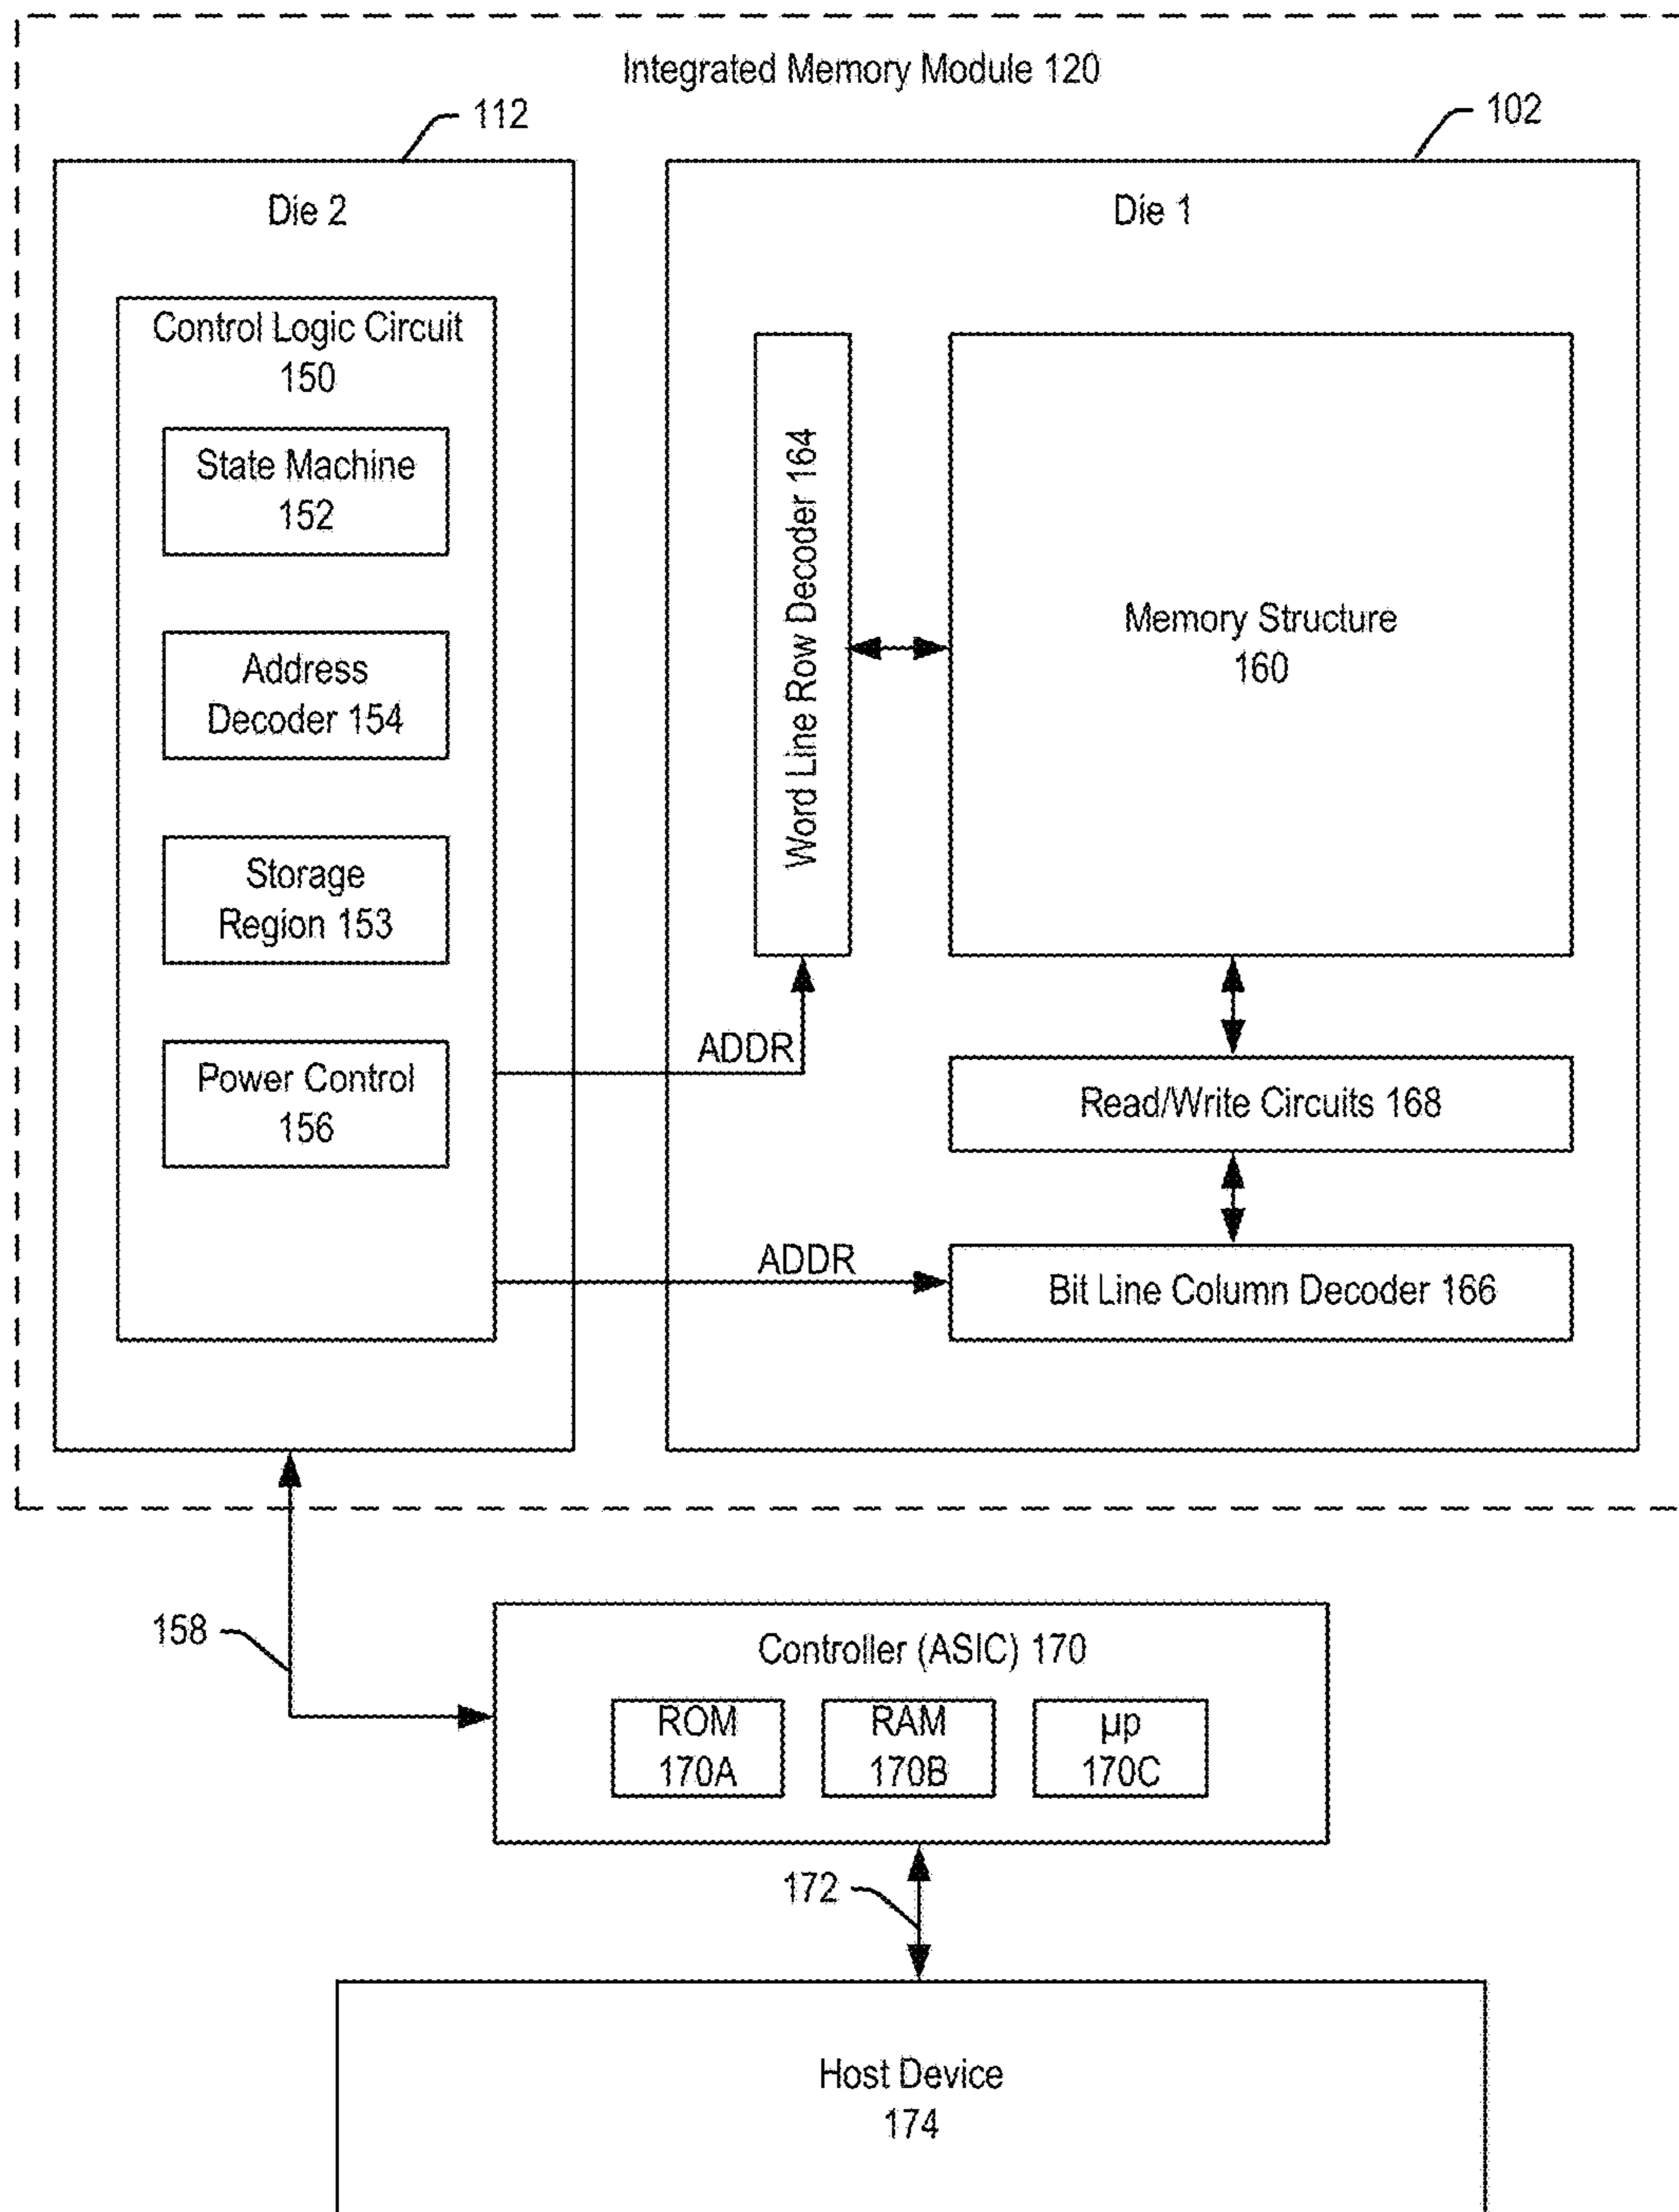 Integrated Memory Module 120
112
102
Die 2
Die 1
Control Logic Circuit
150
State Machine
152
Address
Decoder 154
Storage
Region 153
Power Control
156
Word Line Row Decoder 164
Memory Structure
160
ADDR
Read/Write Circuits 168
ADDR
Bit Line Column Decoder 166
158
Controller (ASIC) 170
ROM
170A
RAM
170B
µp
170C
172
Host Device
174